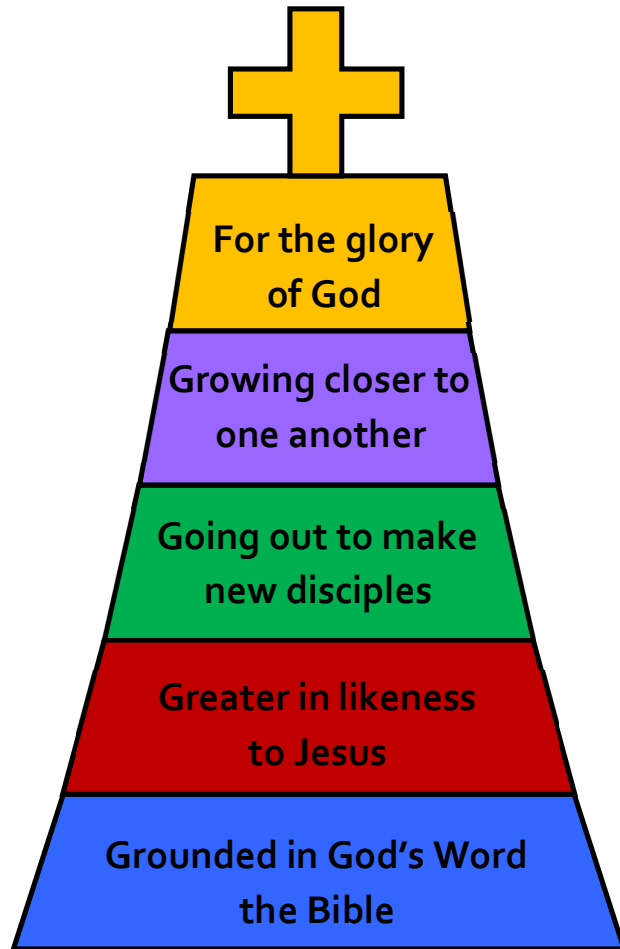 For the glory
of God
Growing closer to
one another
Going out to make
new disciples
Greater in likeness
to Jesus
Grounded in God's Word
the Bible